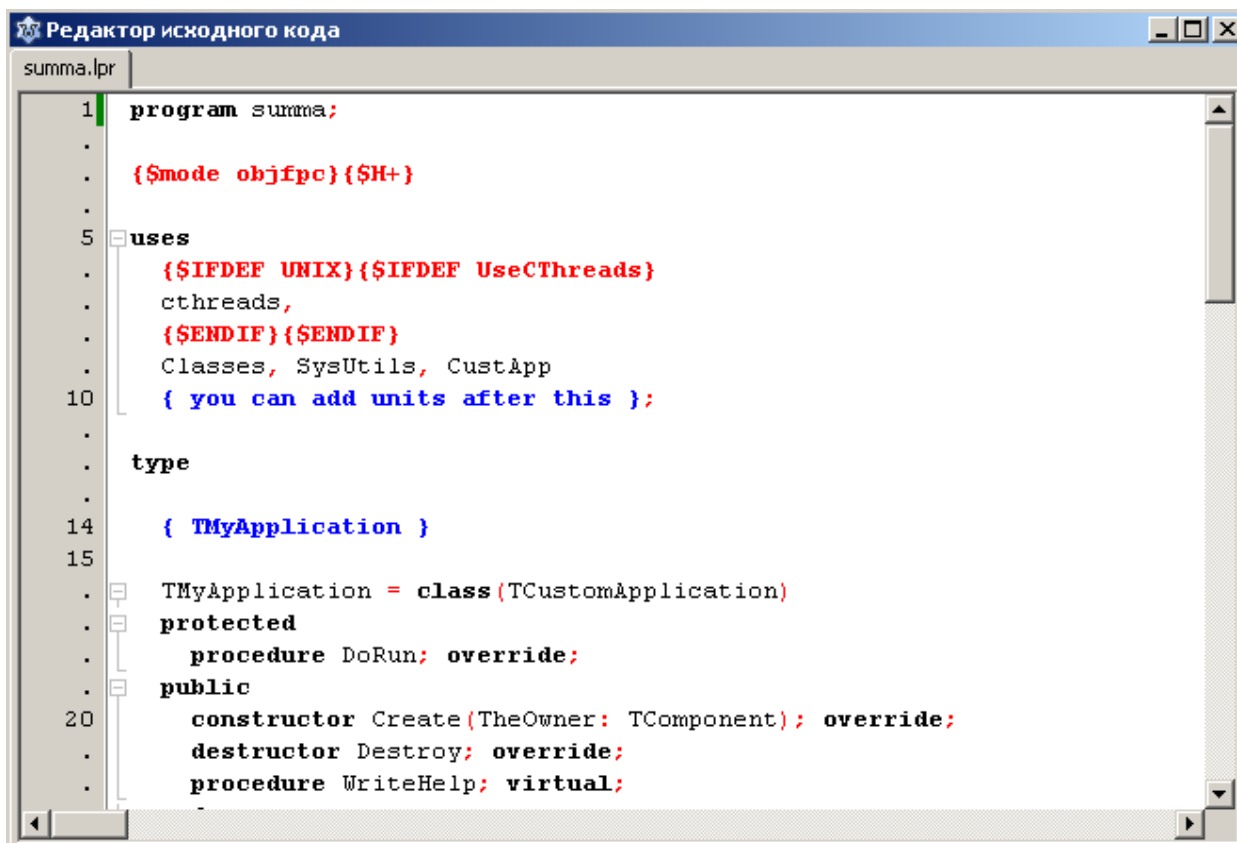 Редактор исходного кода
summa.lpr
1 program summa;
.
. {$mode objfpc}{$H+}
.
5 uses
. {$IFDEF UNIX}{$IFDEF UseCThreads}
. cthreads,
. {$ENDIF}{$ENDIF}
. Classes, SysUtils, CustApp
10 { you can add units after this };
.
. type
.
14 { TMyApplication }
15
. TMyApplication = class(TCustomApplication)
. protected
. procedure DoRun; override;
. public
20 constructor Create(TheOwner: TComponent); override;
. destructor Destroy; override;
. procedure WriteHelp; virtual;